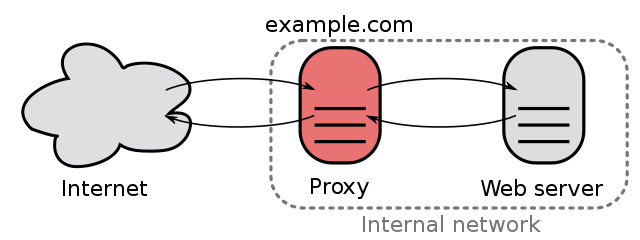 example.com
Internet
Proxy
Web server
Internal network